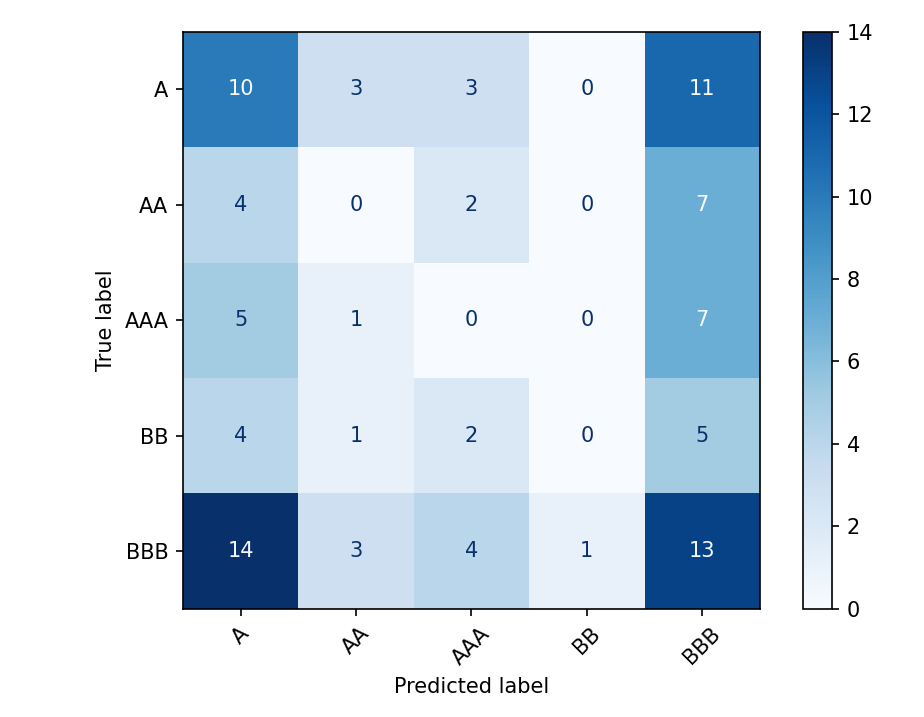 A 10 3 3 0 11
AA 4 0 2 0 7
AAA 5 1 0 0 7
BB 4 1 2 0 5
BBB 14 3 4 1 13
A AA AAA BB BBB
Predicted label
True label
14
12
10
8
6
4
2
0